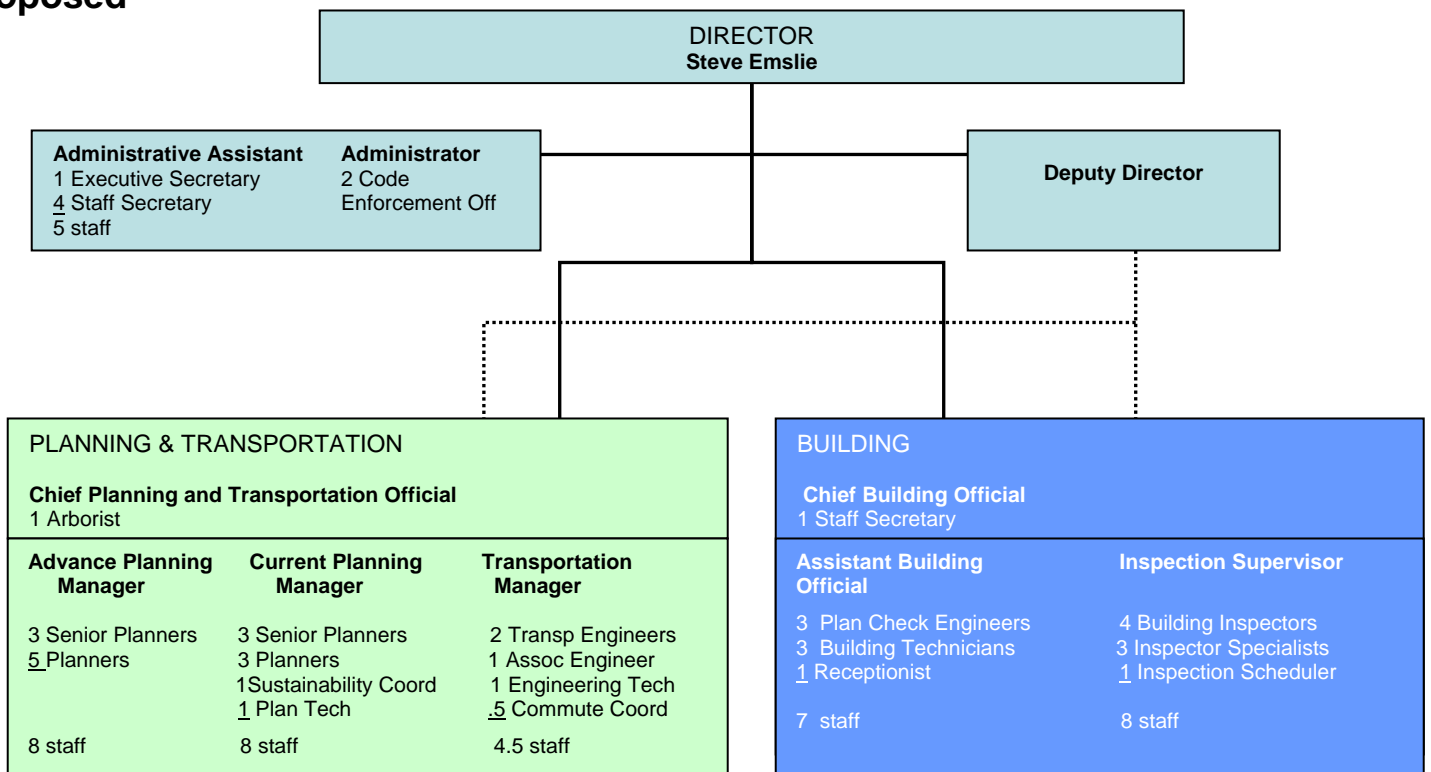 DIRECTOR
Steve Emslie
Administrative Assistant
1 Executive Secretary
4 Staff Secretary
5 staff
Administrator
2 Code
Enforcement Off
Deputy Director
PLANNING & TRANSPORTATION
Chief Planning and Transportation Official
1 Arborist
Advance Planning
Manager
3 Senior Planners
5 Planners
8 staff
Current Planning
Manager
3 Senior Planners
3 Planners
1Sustainability Coord
1 Plan Tech
8 staff
Transportation
Manager
2 Transp Engineers
1 Assoc Engineer
1 Engineering Tech
.5 Commute Coord
4.5 staff
BUILDING
Chief Building Official
1 Staff Secretary
Assistant Building
Official
3 Plan Check Engineers
3 Building Technicians
1 Receptionist
7 staff
Inspection Supervisor
4 Building Inspectors
3 Inspector Specialists
1 Inspection Scheduler
8 staff